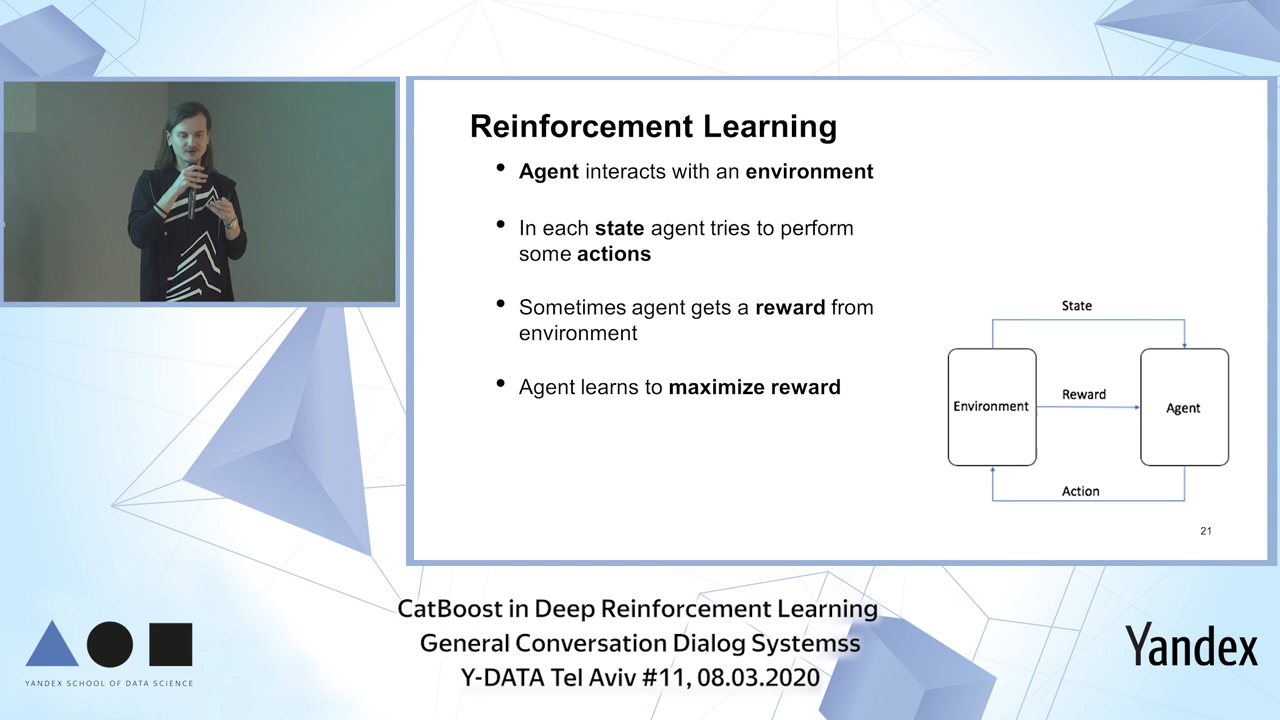 Reinforcement Learning
• Agent interacts with an environment
• In each state agent tries to perform
some actions
• Sometimes agent gets a reward from
environment
• Agent learns to maximize reward
State
Environment
Reward
Agent
Action
21
CatBoost in Deep Reinforcement Learning
General Conversation Dialog Systemss
Y-DATA Tel Aviv #11, 08.03.2020
YANDEX SCHOOL OF DATA SCIENCE
Yandex